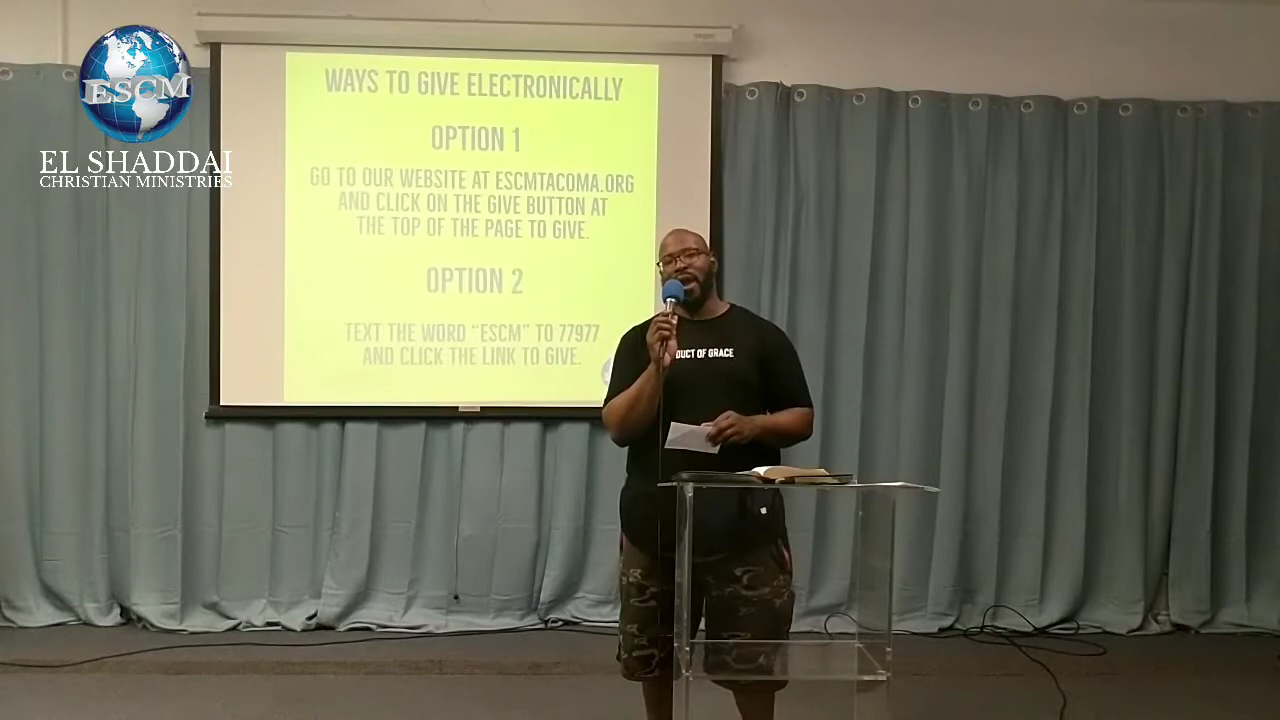 ESCM
EL SHADDAI
CHRISTIAN MINISTRIES
WAYS TO GIVE ELECTRONICALLY
OPTION 1
GO TO OUR WEBSITE AT ESCMTACOMA.ORG
AND CLICK ON THE GIVE BUTTON AT
THE TOP OF THE PAGE TO GIVE.
OPTION 2
TEXT THE WORD “ESCM” TO 77977
AND CLICK THE LINK TO GIVE.
DUCT OF GRACE